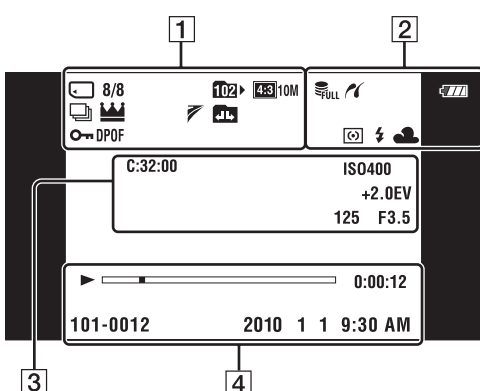 1
2
8/8 102 4:3 10M FULL
DPOF
C:32:00 ISO400
+2.0EV
125 F3.5
0:00:12
101-0012 2010 1 1 9:30 AM
3
4